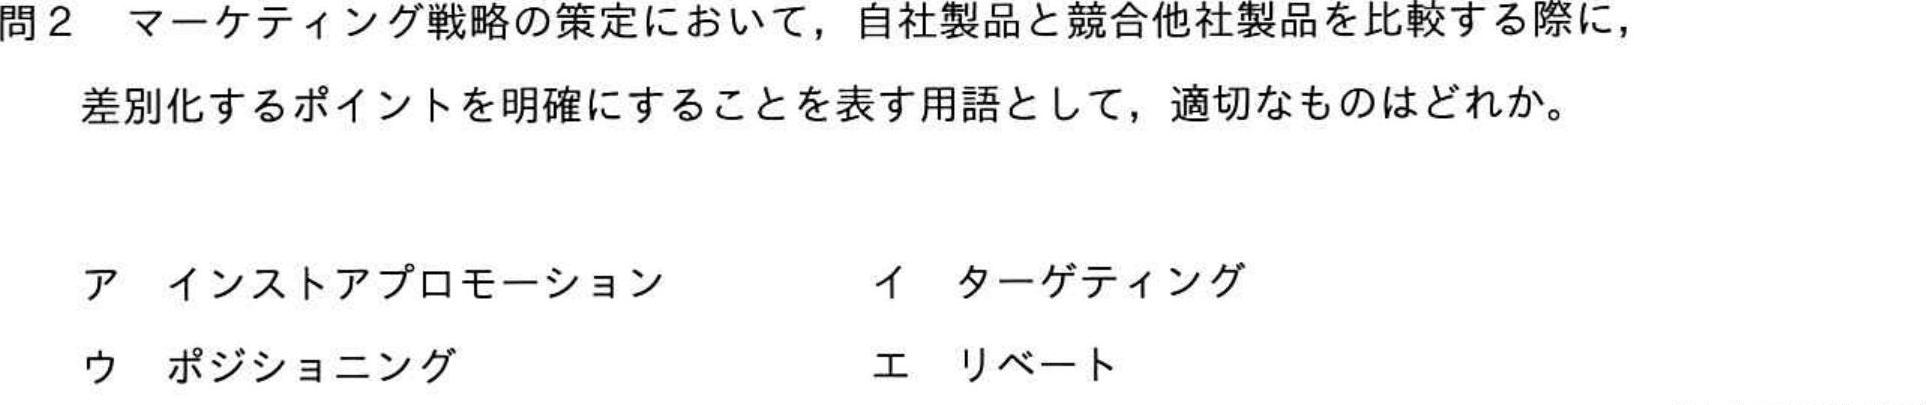 問2 マーケティング戦略の策定において，自社製品と競合他社製品を比較する際に，
差別化するポイントを明確にすることを表す用語として，適切なものはどれか。
ア インストアプロモーション イ ターゲティング
ウ ポジショニング エ リベート